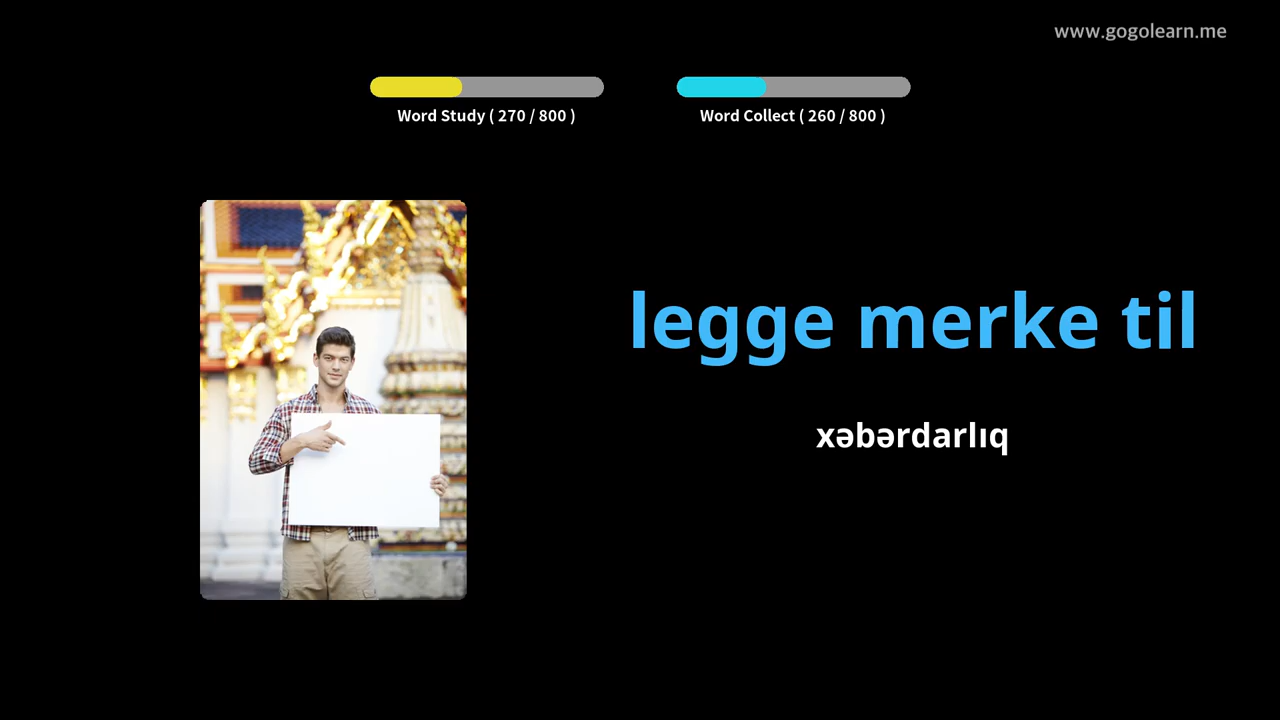 www.gogolearn.me
Word Study ( 270 / 800 )
Word Collect ( 260 / 800 )
legge merke til
xəbərdarlıq